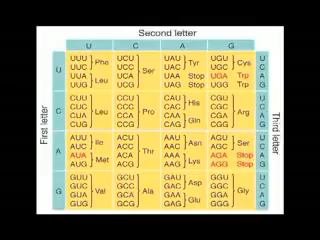 Second letter
U C A G
First letter
Third letter
U
UUU UUC Phe
UUA UUG Leu
UCU UCC UCA UCG Ser
UAU UAC Tyr
UAA Stop
UAG Stop
UGU UGC Cys
UGA Trp
UGG Trp
U C A G
C
CUU CUC CUA CUG Leu
CCU CCC CCA CCG Pro
CAU CAC His
CAA CAG Gln
CGU CGC CGA CGG Arg
U C A G
A
AUU AUC Ile
AUA AUG Met
ACU ACC ACA ACG Thr
AAU AAC Asn
AAA AAG Lys
AGU AGC Ser
AGA Stop
AGG Stop
U C A G
G
GUU GUC GUA GUG Val
GCU GCC GCA GCG Ala
GAU GAC Asp
GAA GAG Glu
GGU GGC GGA GGG Gly
U C A G